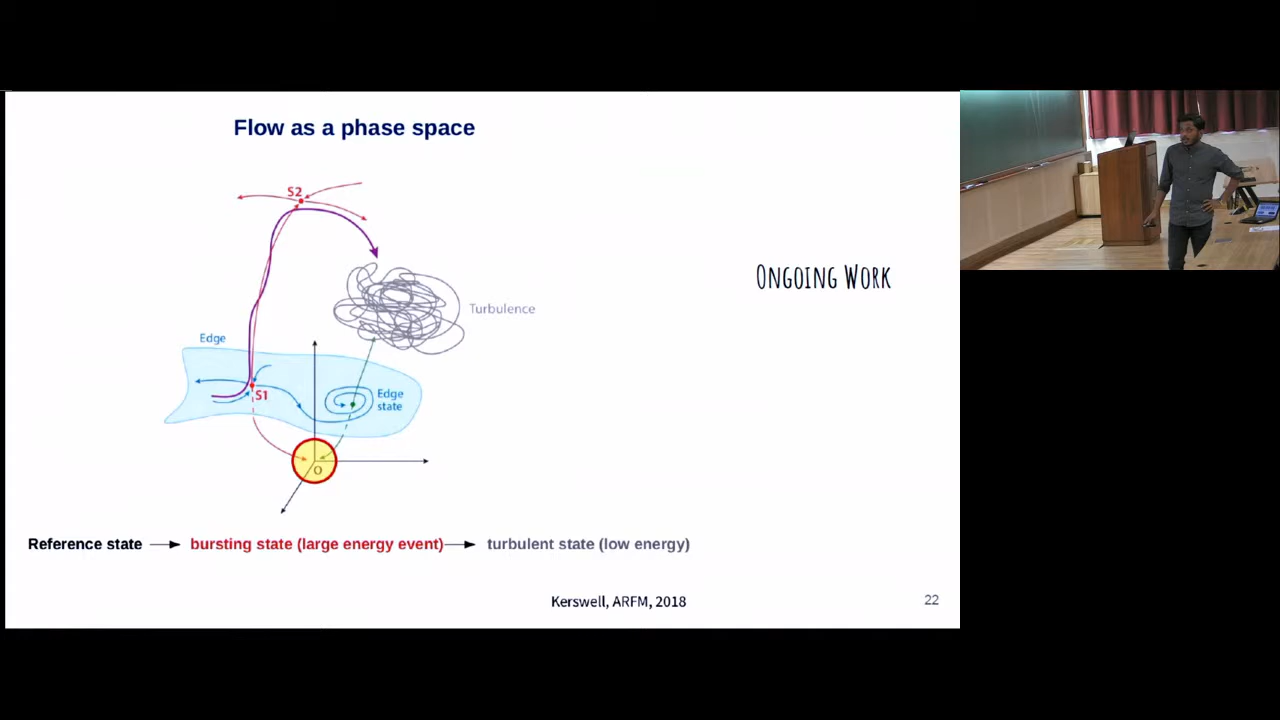 Flow as a phase space
S2
Turbulence
ONGOING WORK
Edge
S1
Edge
state
O
Reference state
bursting state (large energy event)
turbulent state (low energy)
Kerswell, ARFM, 2018
22